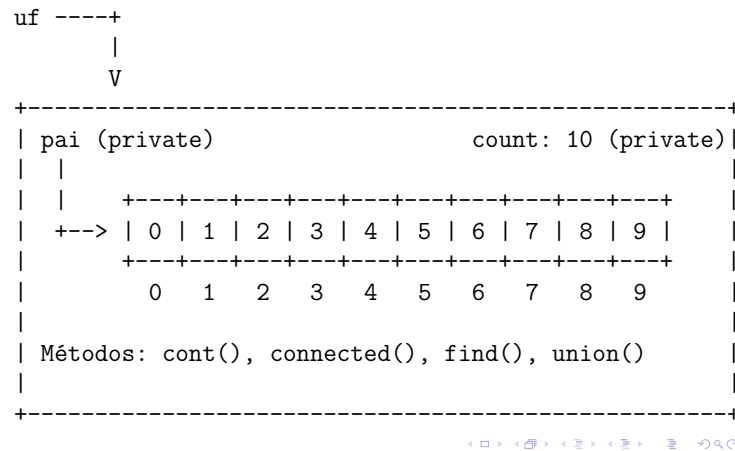 uf ----+
       |
       V
+----------------------------------------------------+
| pai (private)                   count: 10 (private)|
|  |                                                 |
|  |    +---+---+---+---+---+---+---+---+---+---+    |
|  +--> | 0 | 1 | 2 | 3 | 4 | 5 | 6 | 7 | 8 | 9 |    |
|       +---+---+---+---+---+---+---+---+---+---+    |
|         0   1   2   3   4   5   6   7   8   9      |
|                                                    |
| Métodos: cont(), connected(), find(), union()      |
|                                                    |
+----------------------------------------------------+